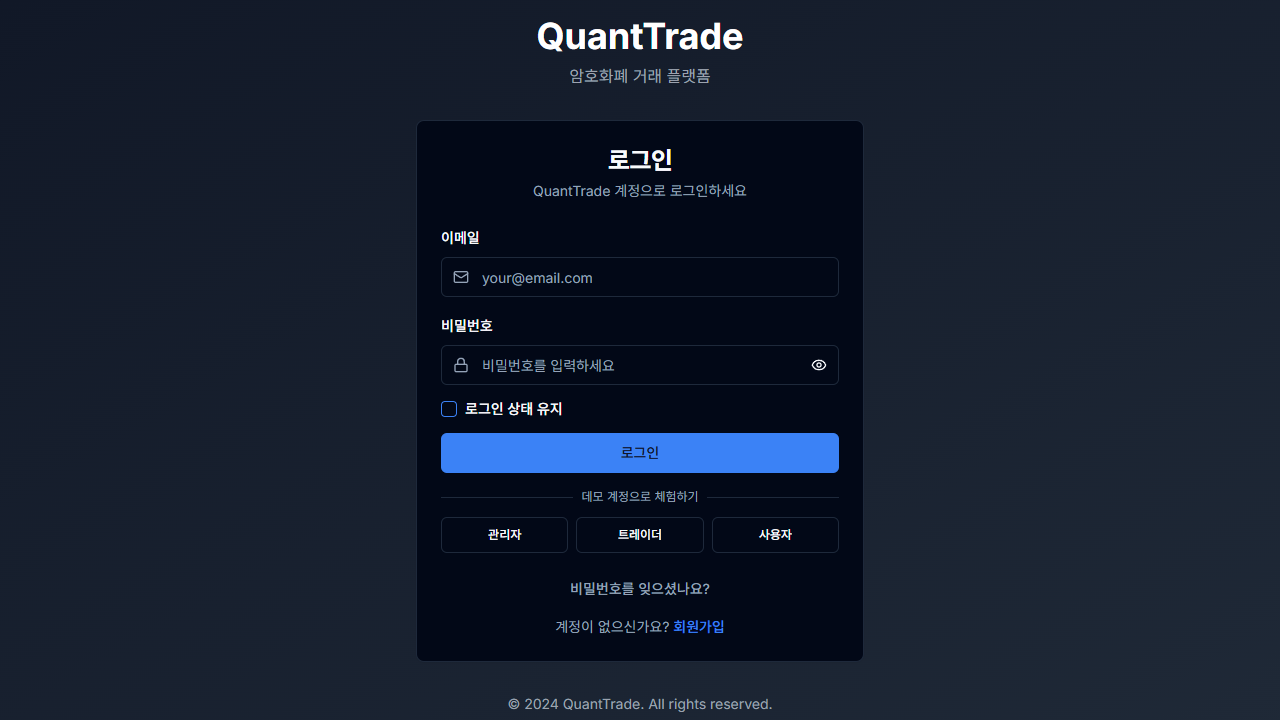 QuantTrade
암호화폐 거래 플랫폼
로그인
QuantTrade 계정으로 로그인하세요
이메일
your@email.com
비밀번호
비밀번호를 입력하세요
로그인 상태 유지
로그인
데모 계정으로 체험하기
관리자 트레이더 사용자
비밀번호를 잊으셨나요?
계정이 없으신가요? 회원가입
© 2024 QuantTrade. All rights reserved.